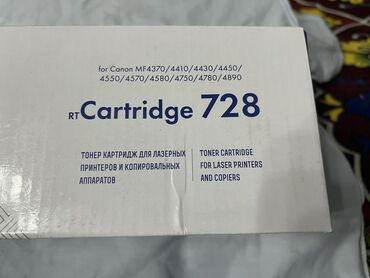 for Canon MF4370/4410/4430/4450/
4550/4570/4580/4750/4780/4890
RT Cartridge 728
ТОНЕР КАРТРИДЖ ДЛЯ ЛАЗЕРНЫХ
ПРИНТЕРОВ И КОПИРОВАЛЬНЫХ
АППАРАТОВ
TONER CARTRIDGE
FOR LASER PRINTERS
AND COPIERS